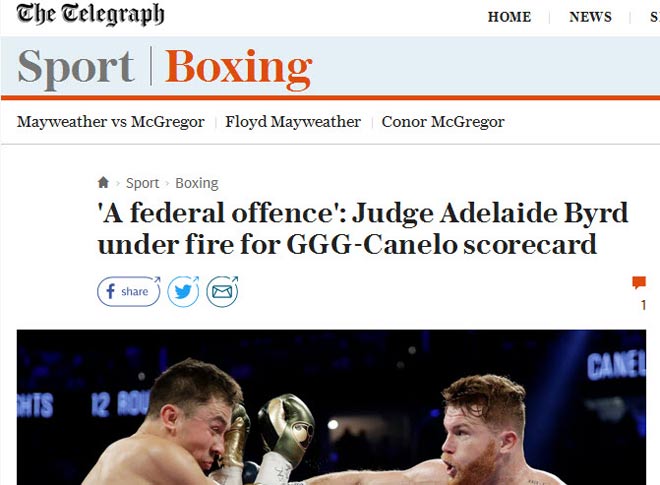 The Telegraph
HOME
NEWS
S
Sport | Boxing
Mayweather vs McGregor
Floyd Mayweather
Conor McGregor
Sport
Boxing
'A federal offence': Judge Adelaide Byrd
under fire for GGG-Canelo scorecard
share
1
12 ROU
CANEL